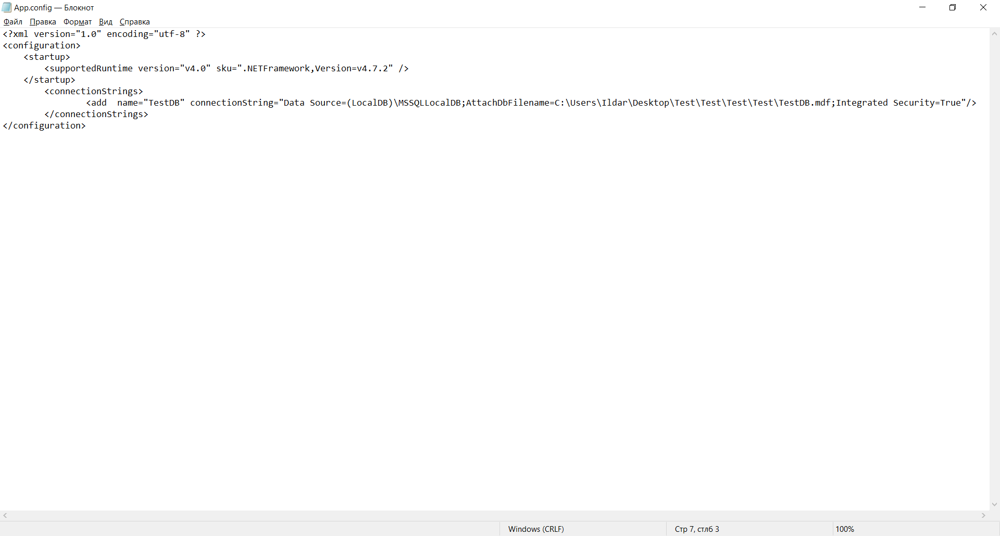 App.config — Блокнот
Файл Правка Формат Вид Справка
<?xml version="1.0" encoding="utf-8" ?>
<configuration>
    <startup>
        <supportedRuntime version="v4.0" sku=".NETFramework,Version=v4.7.2" />
    </startup>
        <connectionStrings>
                <add  name="TestDB" connectionString="Data Source=(LocalDB)\MSSQLLocalDB;AttachDbFilename=C:\Users\Ildar\Desktop\Test\Test\Test\Test\TestDB.mdf;Integrated Security=True"/>
        </connectionStrings>
</configuration>
Windows (CRLF) Стр 7, стлб 3 100%